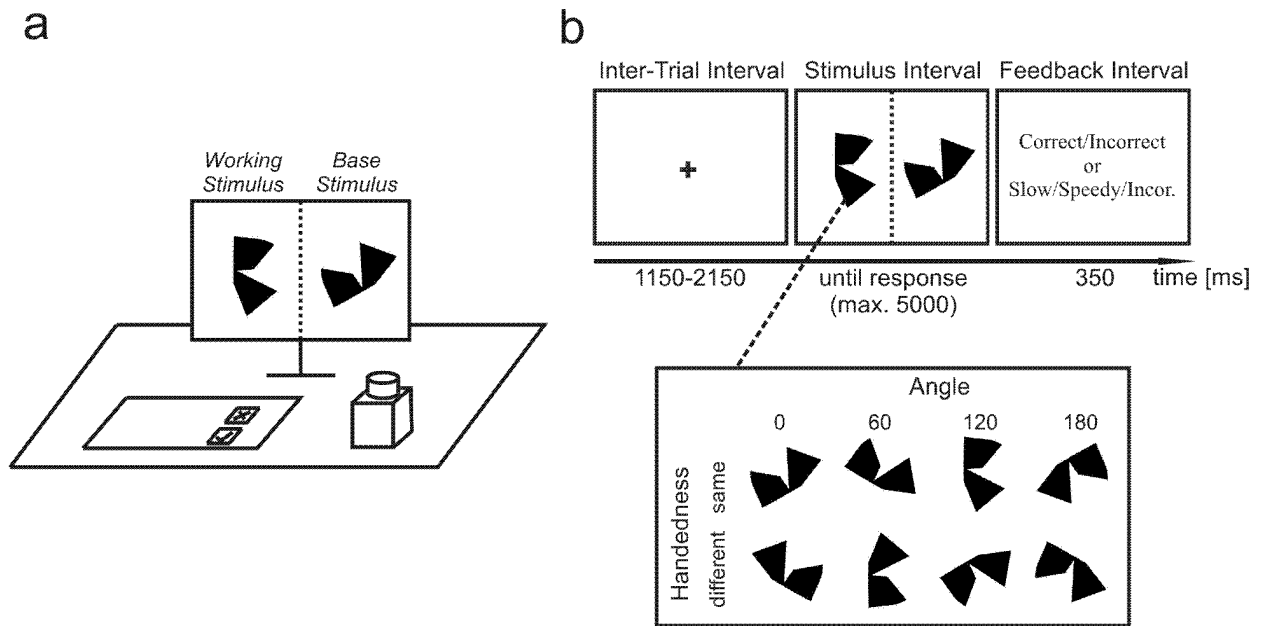 a
Working
Stimulus
Base
Stimulus
b
Inter-Trial Interval
Stimulus Interval
Feedback Interval
+
Correct/Incorrect
or
Slow/Speedy/Incor.
1150-2150
until response
(max. 5000)
350
time [ms]
Angle
0 60 120 180
Handedness
same
different